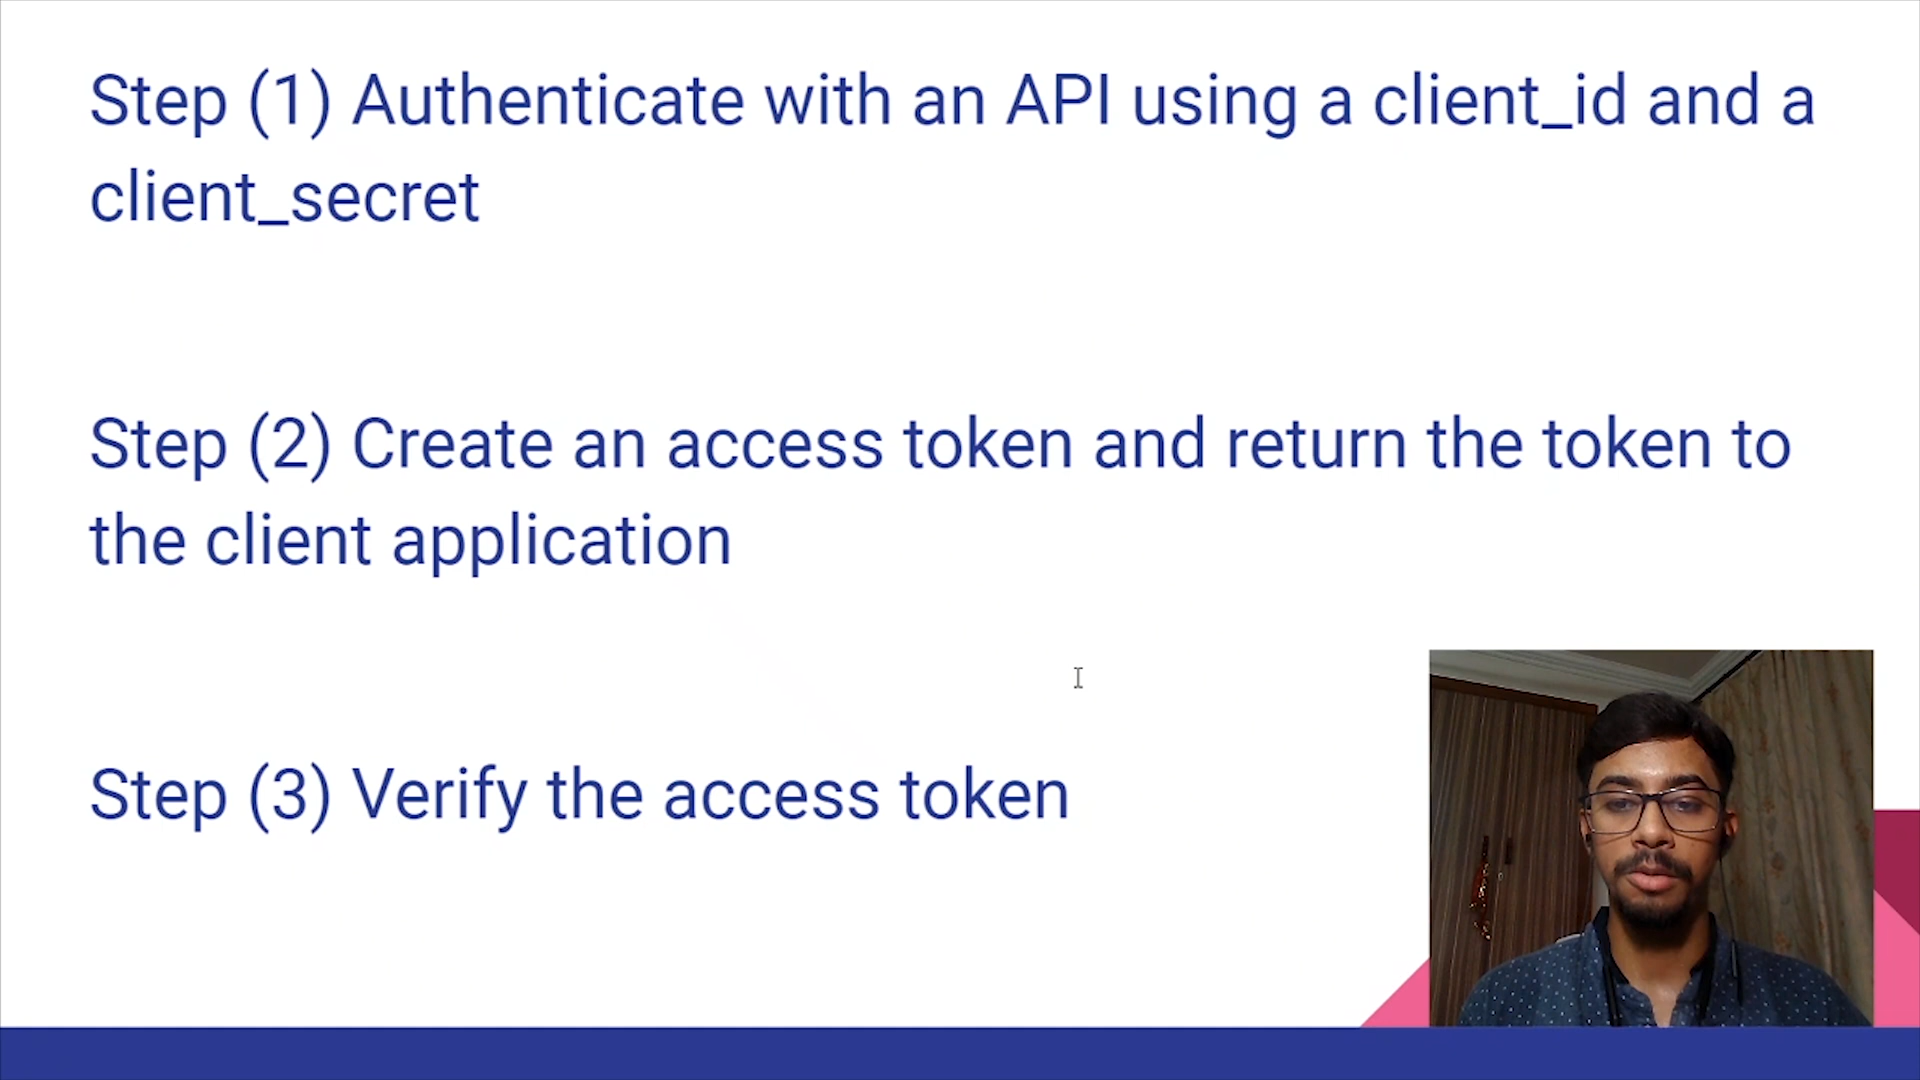 Step (1) Authenticate with an API using a client_id and a
client_secret
Step (2) Create an access token and return the token to
the client application
Step (3) Verify the access token